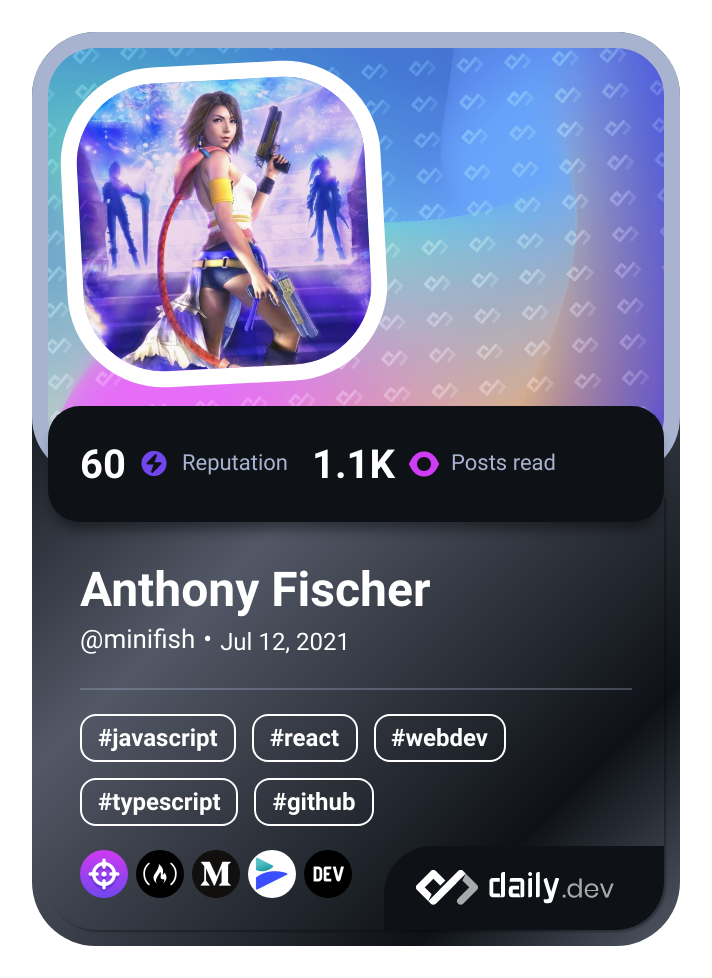 60 Reputation 1.1K Posts read
Anthony Fischer
@minifish • Jul 12, 2021
#javascript #react #webdev
#typescript #github
M DEV daily.dev